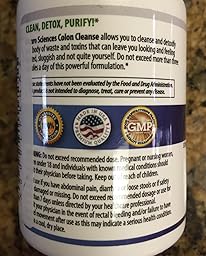 CLEAN, DETOX, PURIFY!*
Sciences Colon Cleanse allows you to cleanse and detoxify
body of waste and toxins that can leave you looking and feeling
sluggish and not quite yourself. Do not exceed more than three
days of this powerful formulation.*
statements have not been evaluated by the Food and Drug Administration.
product is not intended to diagnose, treat, cure or prevent any disease.
MADE IN USA
GMP
Do not exceed recommended dose. Pregnant or nursing
under 18 and individuals with known medical conditions should
their physician before taking. Keep out of reach of children.
if you have abdominal pain, diarrhea, or loose stools or if safety
damaged or missing. Do not exceed recommended dosage or use for
7 days unless directed by your healthcare professional.
your physician in the event of rectal bleeding and/or failure to have
movement after use as this may indicate a serious health condition.
cool, dry place.